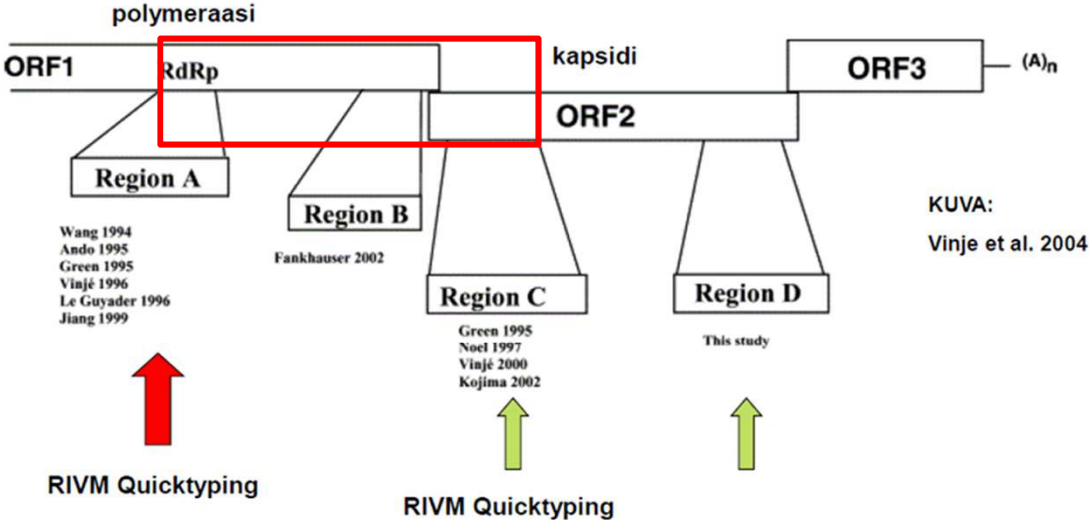 polymeraasi
kapsidi
ORF1
RdRp
ORF2
ORF3
(A)n
Region A
Wang 1994
Ando 1995
Green 1995
Vinjé 1996
Le Guyader 1996
Jiang 1999
Region B
Fankhauser 2002
Region C
Green 1995
Noel 1997
Vinjé 2000
Kojima 2002
Region D
This study
KUVA:
Vinje et al. 2004
RIVM Quicktyping
RIVM Quicktyping